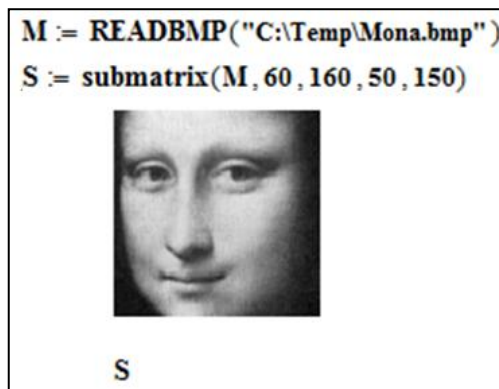 M := READBMP("C:\Temp\Mona.bmp")
S := submatrix(M, 60, 160, 50, 150)
S